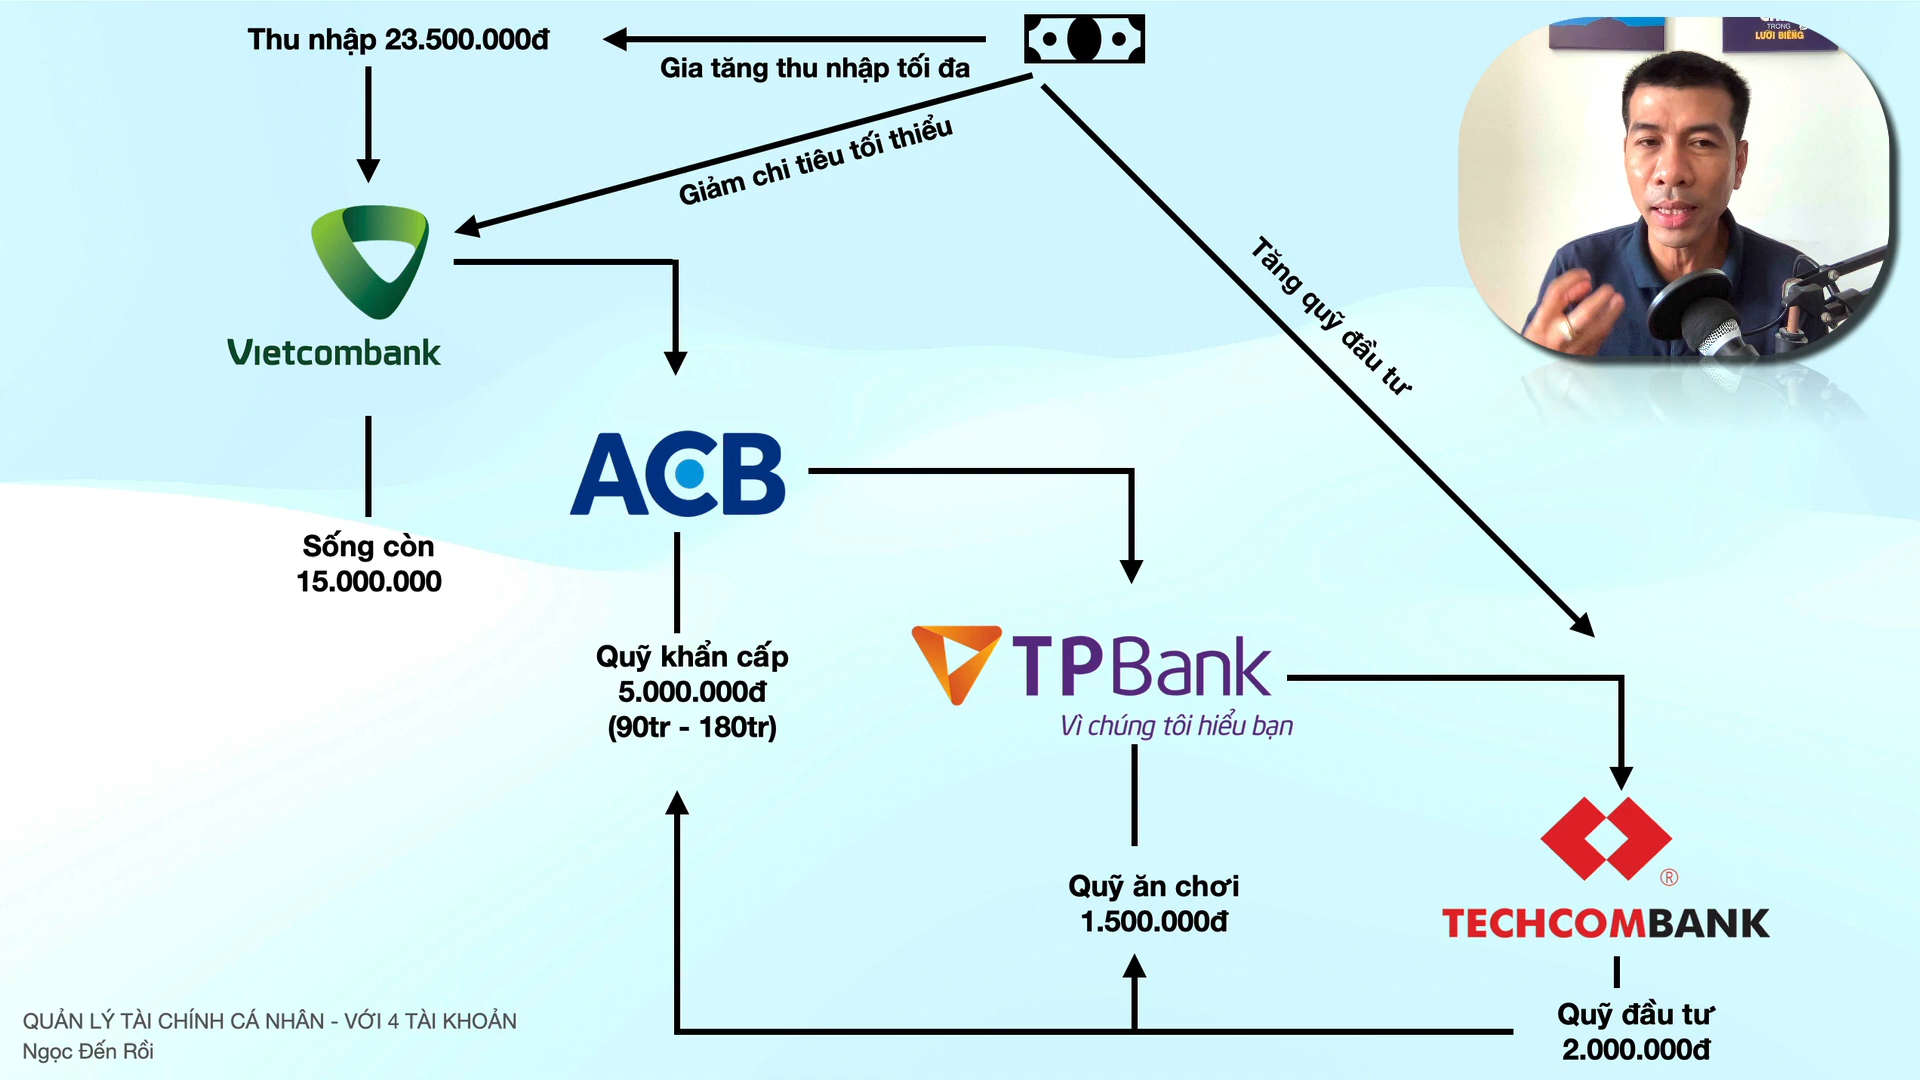 Thu nhập 23.500.000đ
Gia tăng thu nhập tối đa
Giảm chi tiêu tối thiểu
Tăng quỹ đầu tư
TRONG
LƯỜI BIẾNG
Vietcombank
Sống còn
15.000.000
ACB
Quỹ khẩn cấp
5.000.000đ
(90tr - 180tr)
TPBank
Vì chúng tôi hiểu bạn
Quỹ ăn chơi
1.500.000đ
®
TECHCOMBANK
Quỹ đầu tư
2.000.000đ
QUẢN LÝ TÀI CHÍNH CÁ NHÂN - VỚI 4 TÀI KHOẢN
Ngọc Đến Rồi